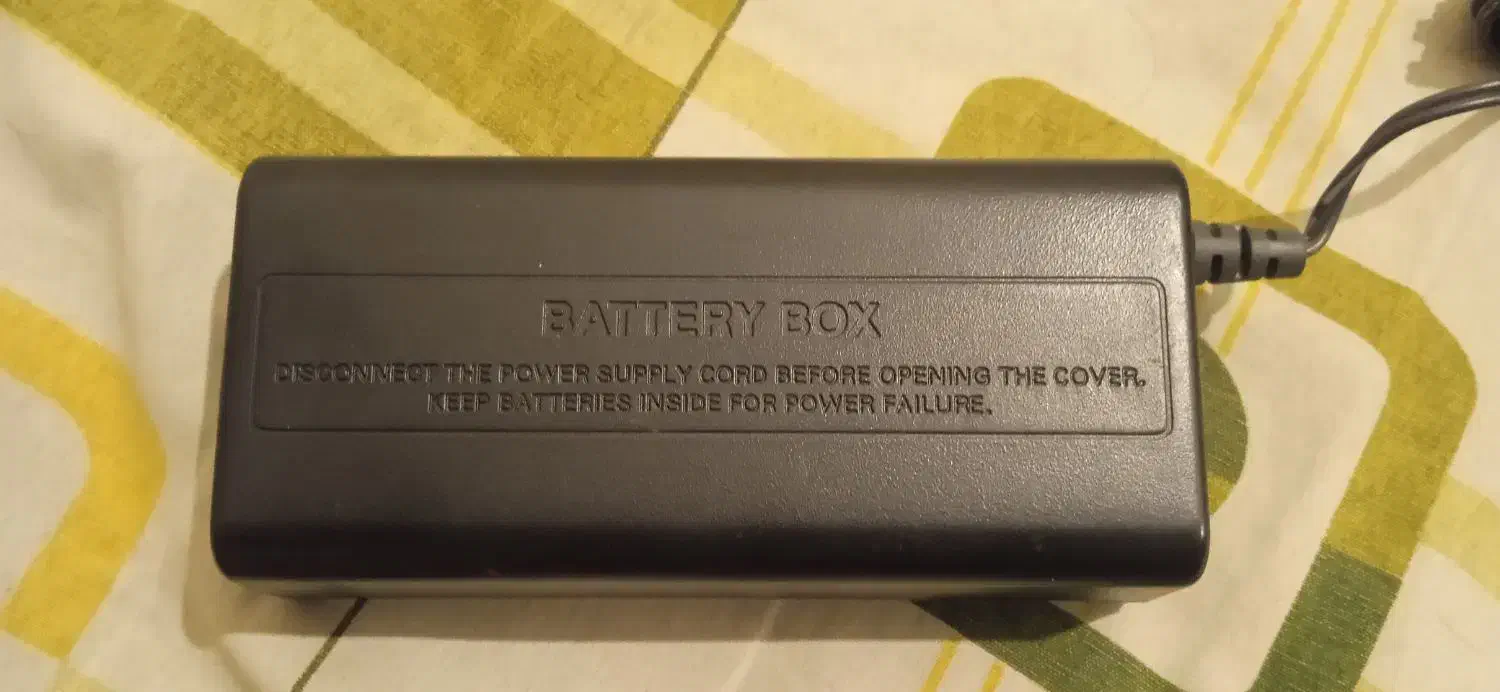 BATTERY BOX
DISCONNECT THE POWER SUPPLY CORD BEFORE OPENING THE COVER.
KEEP BATTERIES INSIDE FOR POWER FAILURE.